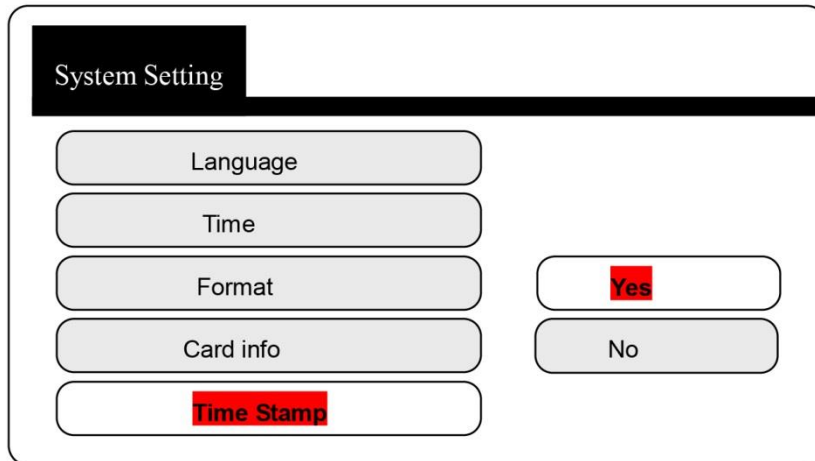 System Setting
Language
Time
Format
Yes
Card info
No
Time Stamp